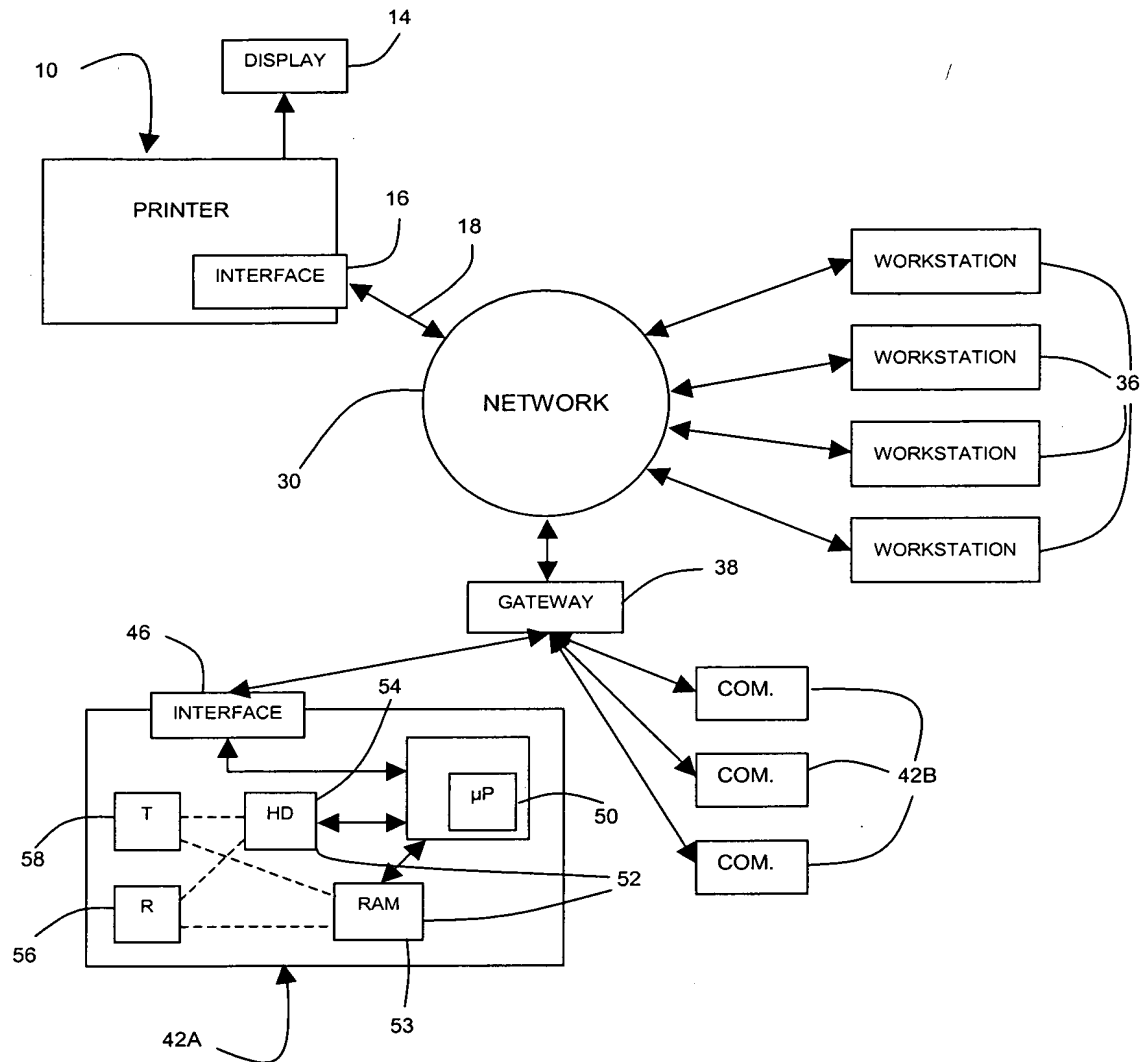 14
DISPLAY
10
PRINTER
16
18
INTERFACE
WORKSTATION
WORKSTATION
36
NETWORK
WORKSTATION
30
WORKSTATION
38
GATEWAY
46
54
INTERFACE
COM.
µP
50
COM.
42B
T
HD
58
COM.
52
R
RAM
56
53
42A